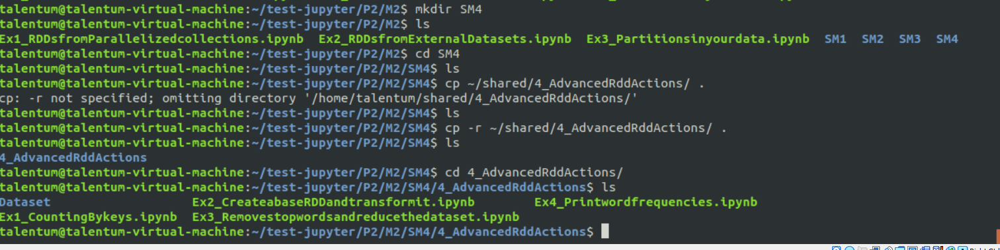 talentum@talentum-virtual-machine:~/test-jupyter/P2/M2$ mkdir SM4
talentum@talentum-virtual-machine:~/test-jupyter/P2/M2$ ls
Ex1_RDDsfromParallelizedcollections.ipynb  Ex2_RDDsfromExternalDatasets.ipynb  Ex3_Partitionsinyourdata.ipynb  SM1  SM2  SM3  SM4
talentum@talentum-virtual-machine:~/test-jupyter/P2/M2$ cd SM4
talentum@talentum-virtual-machine:~/test-jupyter/P2/M2/SM4$ ls
talentum@talentum-virtual-machine:~/test-jupyter/P2/M2/SM4$ cp ~/shared/4_AdvancedRddActions/ .
cp: -r not specified; omitting directory '/home/talentum/shared/4_AdvancedRddActions/'
talentum@talentum-virtual-machine:~/test-jupyter/P2/M2/SM4$ ls
talentum@talentum-virtual-machine:~/test-jupyter/P2/M2/SM4$ cp -r ~/shared/4_AdvancedRddActions/ .
talentum@talentum-virtual-machine:~/test-jupyter/P2/M2/SM4$ ls
4_AdvancedRddActions
talentum@talentum-virtual-machine:~/test-jupyter/P2/M2/SM4$ cd 4_AdvancedRddActions/
talentum@talentum-virtual-machine:~/test-jupyter/P2/M2/SM4/4_AdvancedRddActions$ ls
Dataset  Ex2_CreateabaseRDDandtransformit.ipynb  Ex4_Printwordfrequencies.ipynb
Ex1_CountingBykeys.ipynb  Ex3_Removestopwordsandreducethedataset.ipynb
talentum@talentum-virtual-machine:~/test-jupyter/P2/M2/SM4/4_AdvancedRddActions$